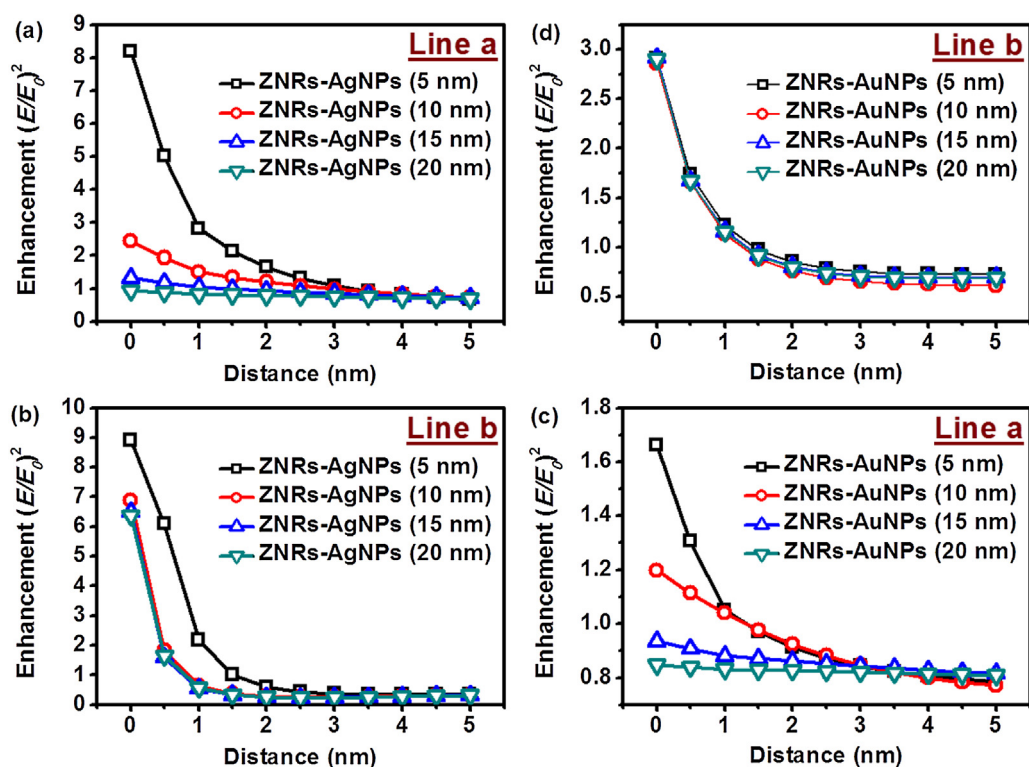 (a)
Line a
Enhancement (E/E₀)²
9
8
7
6
5
4
3
2
1
0
ZNRs-AgNPs (5 nm)
ZNRs-AgNPs (10 nm)
ZNRs-AgNPs (15 nm)
ZNRs-AgNPs (20 nm)
0 1 2 3 4 5
Distance (nm)
(d)
Line b
Enhancement (E/E₀)²
3.0
2.5
2.0
1.5
1.0
0.5
ZNRs-AuNPs (5 nm)
ZNRs-AuNPs (10 nm)
ZNRs-AuNPs (15 nm)
ZNRs-AuNPs (20 nm)
0 1 2 3 4 5
Distance (nm)
(b)
Line b
Enhancement (E/E₀)²
10
9
8
7
6
5
4
3
2
1
0
ZNRs-AgNPs (5 nm)
ZNRs-AgNPs (10 nm)
ZNRs-AgNPs (15 nm)
ZNRs-AgNPs (20 nm)
0 1 2 3 4 5
Distance (nm)
(c)
Line a
Enhancement (E/E₀)²
1.8
1.6
1.4
1.2
1.0
0.8
ZNRs-AuNPs (5 nm)
ZNRs-AuNPs (10 nm)
ZNRs-AuNPs (15 nm)
ZNRs-AuNPs (20 nm)
0 1 2 3 4 5
Distance (nm)